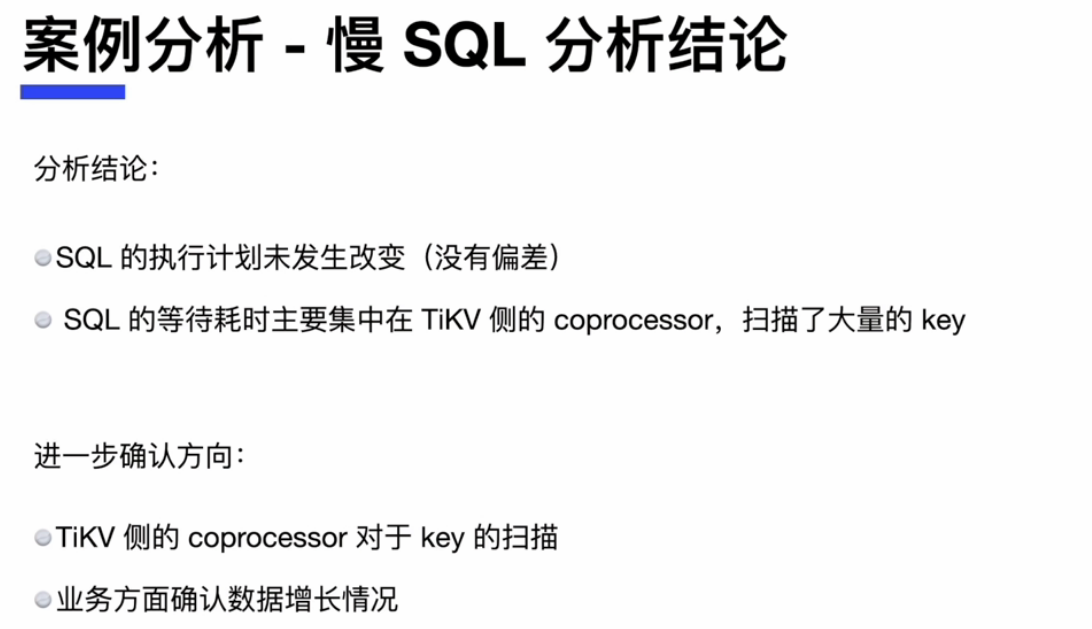 案例分析 - 慢 SQL 分析结论
分析结论：
SQL 的执行计划未发生改变（没有偏差）
SQL 的等待耗时主要集中在 TiKV 侧的 coprocessor，扫描了大量的 key
进一步确认方向：
TiKV 侧的 coprocessor 对于 key 的扫描
业务方面确认数据增长情况